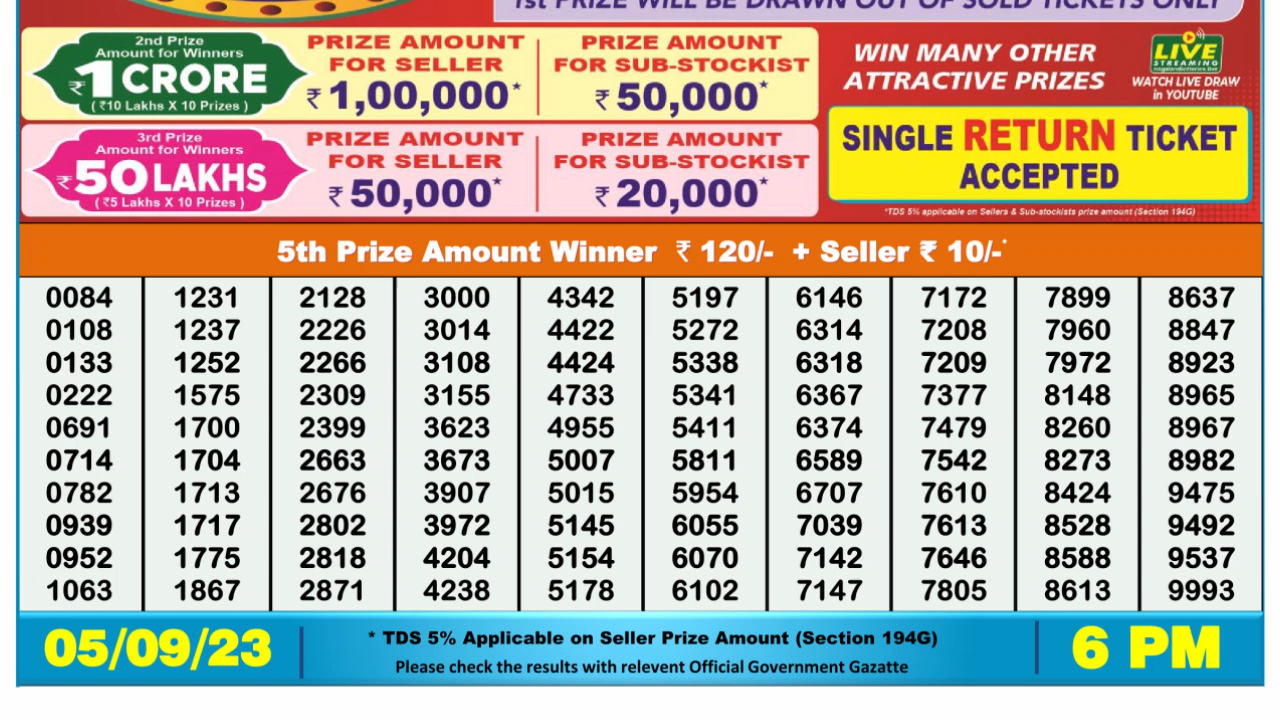 1st PRIZE WILL BE DRAWN OUT OF SOLD TICKETS ONLY
2nd Prize
Amount for Winners
₹1 CRORE
( ₹10 Lakhs X 10 Prizes )
PRIZE AMOUNT
FOR SELLER
₹ 1,00,000*
PRIZE AMOUNT
FOR SUB-STOCKIST
₹ 50,000*
3rd Prize
Amount for Winners
₹50 LAKHS
( ₹5 Lakhs X 10 Prizes )
PRIZE AMOUNT
FOR SELLER
₹ 50,000*
PRIZE AMOUNT
FOR SUB-STOCKIST
₹ 20,000*
WIN MANY OTHER
ATTRACTIVE PRIZES
LIVE
STREAMING
WATCH LIVE DRAW
in YOUTUBE
SINGLE RETURN TICKET
ACCEPTED
*TDS 5% applicable on Sellers & Sub-stockists prize amount (Section 194G)
5th Prize Amount Winner ₹ 120/- + Seller ₹ 10/-*
0084 1231 2128 3000 4342 5197 6146 7172 7899 8637
0108 1237 2226 3014 4422 5272 6314 7208 7960 8847
0133 1252 2266 3108 4424 5338 6318 7209 7972 8923
0222 1575 2309 3155 4733 5341 6367 7377 8148 8965
0691 1700 2399 3623 4955 5411 6374 7479 8260 8967
0714 1704 2663 3673 5007 5811 6589 7542 8273 8982
0782 1713 2676 3907 5015 5954 6707 7610 8424 9475
0939 1717 2802 3972 5145 6055 7039 7613 8528 9492
0952 1775 2818 4204 5154 6070 7142 7646 8588 9537
1063 1867 2871 4238 5178 6102 7147 7805 8613 9993
05/09/23
* TDS 5% Applicable on Seller Prize Amount (Section 194G)
Please check the results with relevent Official Government Gazatte
6 PM